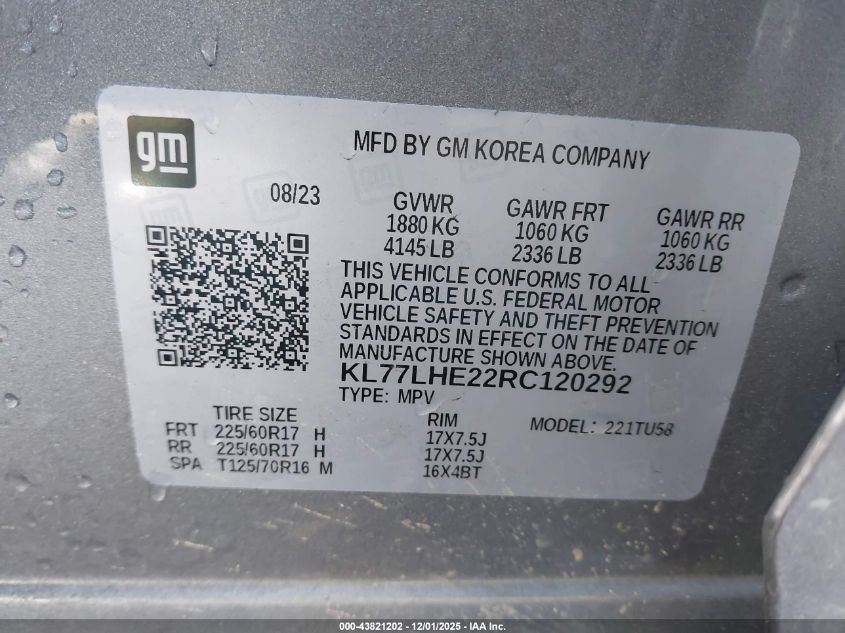 gm
MFD BY GM KOREA COMPANY
08/23
GVWR
1880 KG
4145 LB
GAWR FRT
1060 KG
2336 LB
GAWR RR
1060 KG
2336 LB
THIS VEHICLE CONFORMS TO ALL
APPLICABLE U.S. FEDERAL MOTOR
VEHICLE SAFETY AND THEFT PREVENTION
STANDARDS IN EFFECT ON THE DATE OF
MANUFACTURE SHOWN ABOVE.
KL77LHE22RC120292
TYPE: MPV
MODEL: 221TU58
TIRE SIZE RIM
FRT 225/60R17 H 17X7.5J
RR 225/60R17 H 17X7.5J
SPA T125/70R16 M 16X4BT
000-43821202 - 12/01/2025 - IAA Inc.